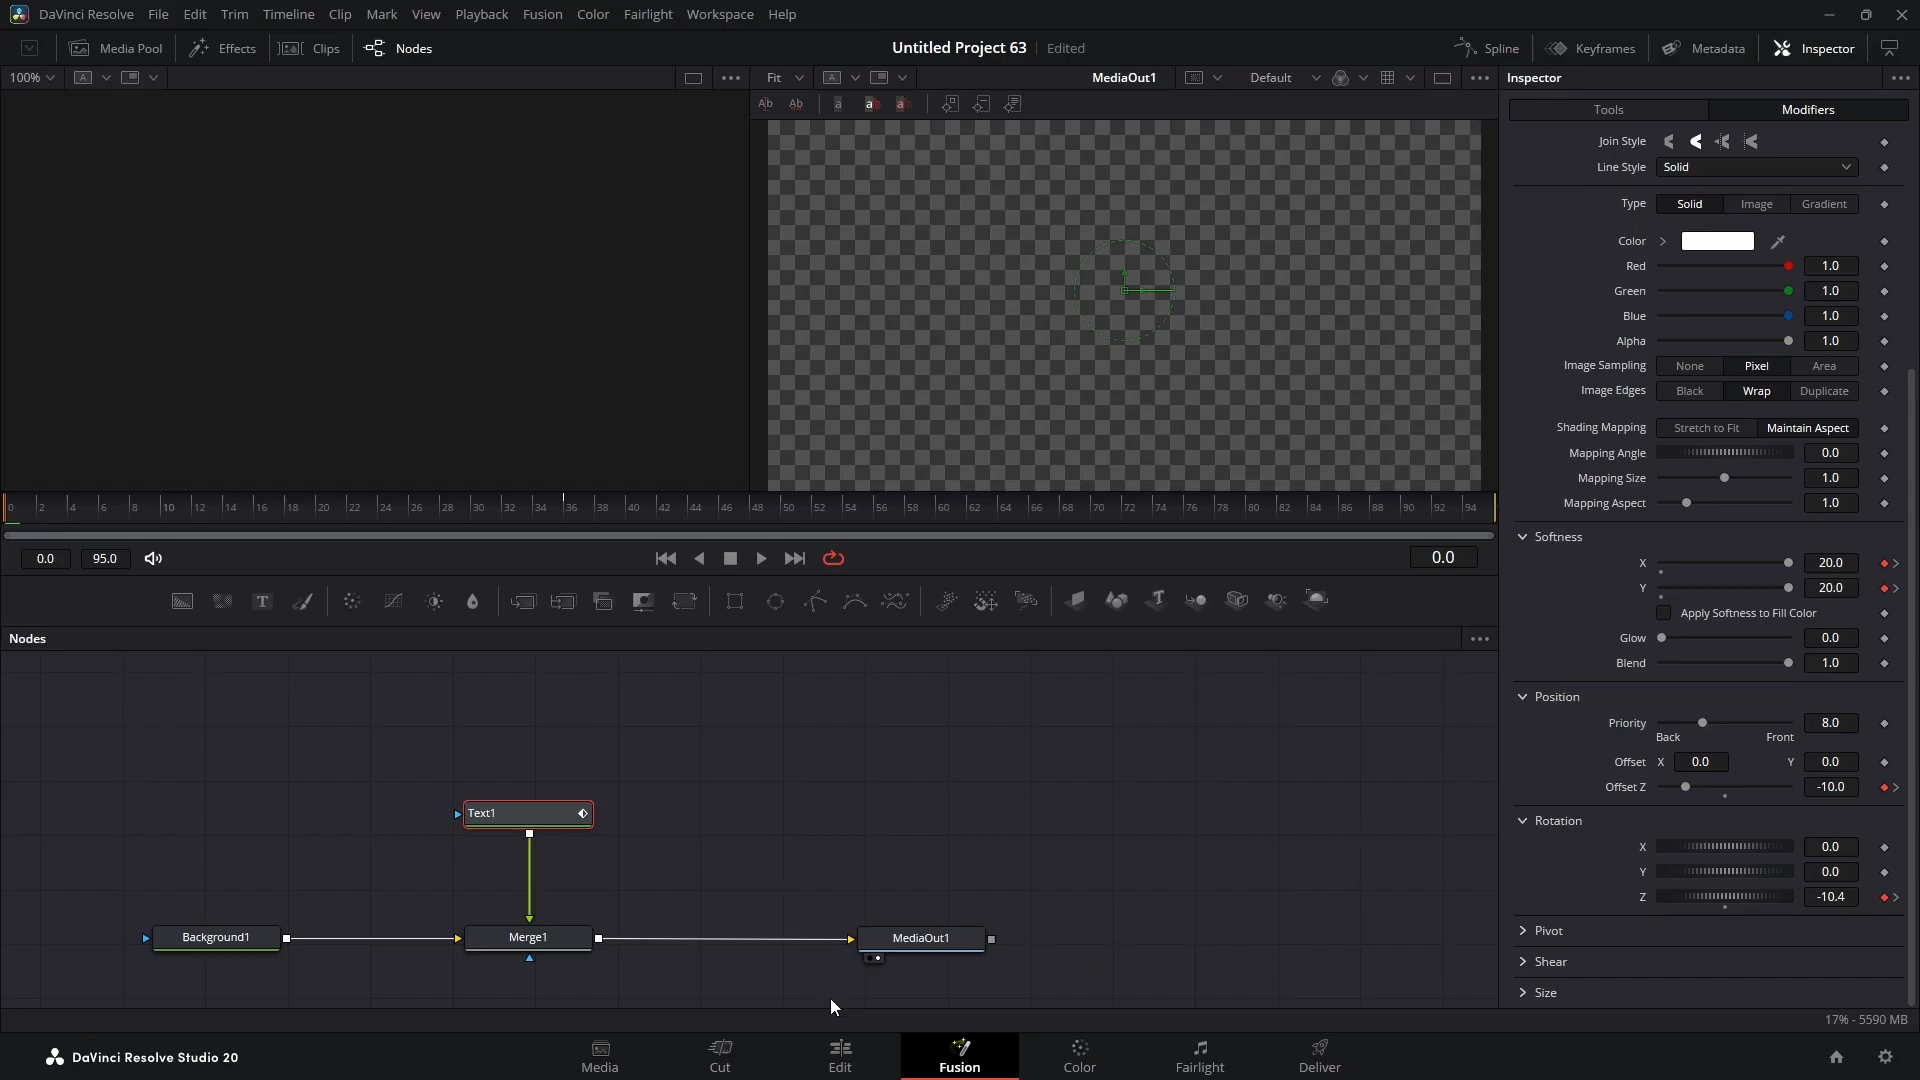 DaVinci Resolve File Edit Trim Timeline Clip Mark View Playback Fusion Color Fairlight Workspace Help
Media Pool Effects Clips Nodes Untitled Project 63 Edited Spline Keyframes Metadata Inspector
100% A Fit A MediaOut1 Default Inspector
Tools Modifiers
Join Style
Line Style Solid
Type Solid Image Gradient
Color
Red 1.0
Green 1.0
Blue 1.0
Alpha 1.0
Image Sampling None Pixel Area
Image Edges Black Wrap Duplicate
Shading Mapping Stretch to Fit Maintain Aspect
Mapping Angle 0.0
Mapping Size 1.0
Mapping Aspect 1.0
0 2 4 6 8 10 12 14 16 18 20 22 24 26 28 30 32 34 36 38 40 42 44 46 48 50 52 54 56 58 60 62 64 66 68 70 72 74 76 78 80 82 84 86 88 90 92 94
0.0 95.0 0.0
Softness
X 20.0
Y 20.0
Apply Softness to Fill Color
Glow 0.0
Blend 1.0
Position
Priority 8.0
Back Front
Offset X 0.0 Y 0.0
Offset Z -10.0
Rotation
X 0.0
Y 0.0
Z -10.4
Pivot
Shear
Size
Nodes
Text1
Background1 Merge1 MediaOut1
17% - 5590 MB
DaVinci Resolve Studio 20
Media Cut Edit Fusion Color Fairlight Deliver